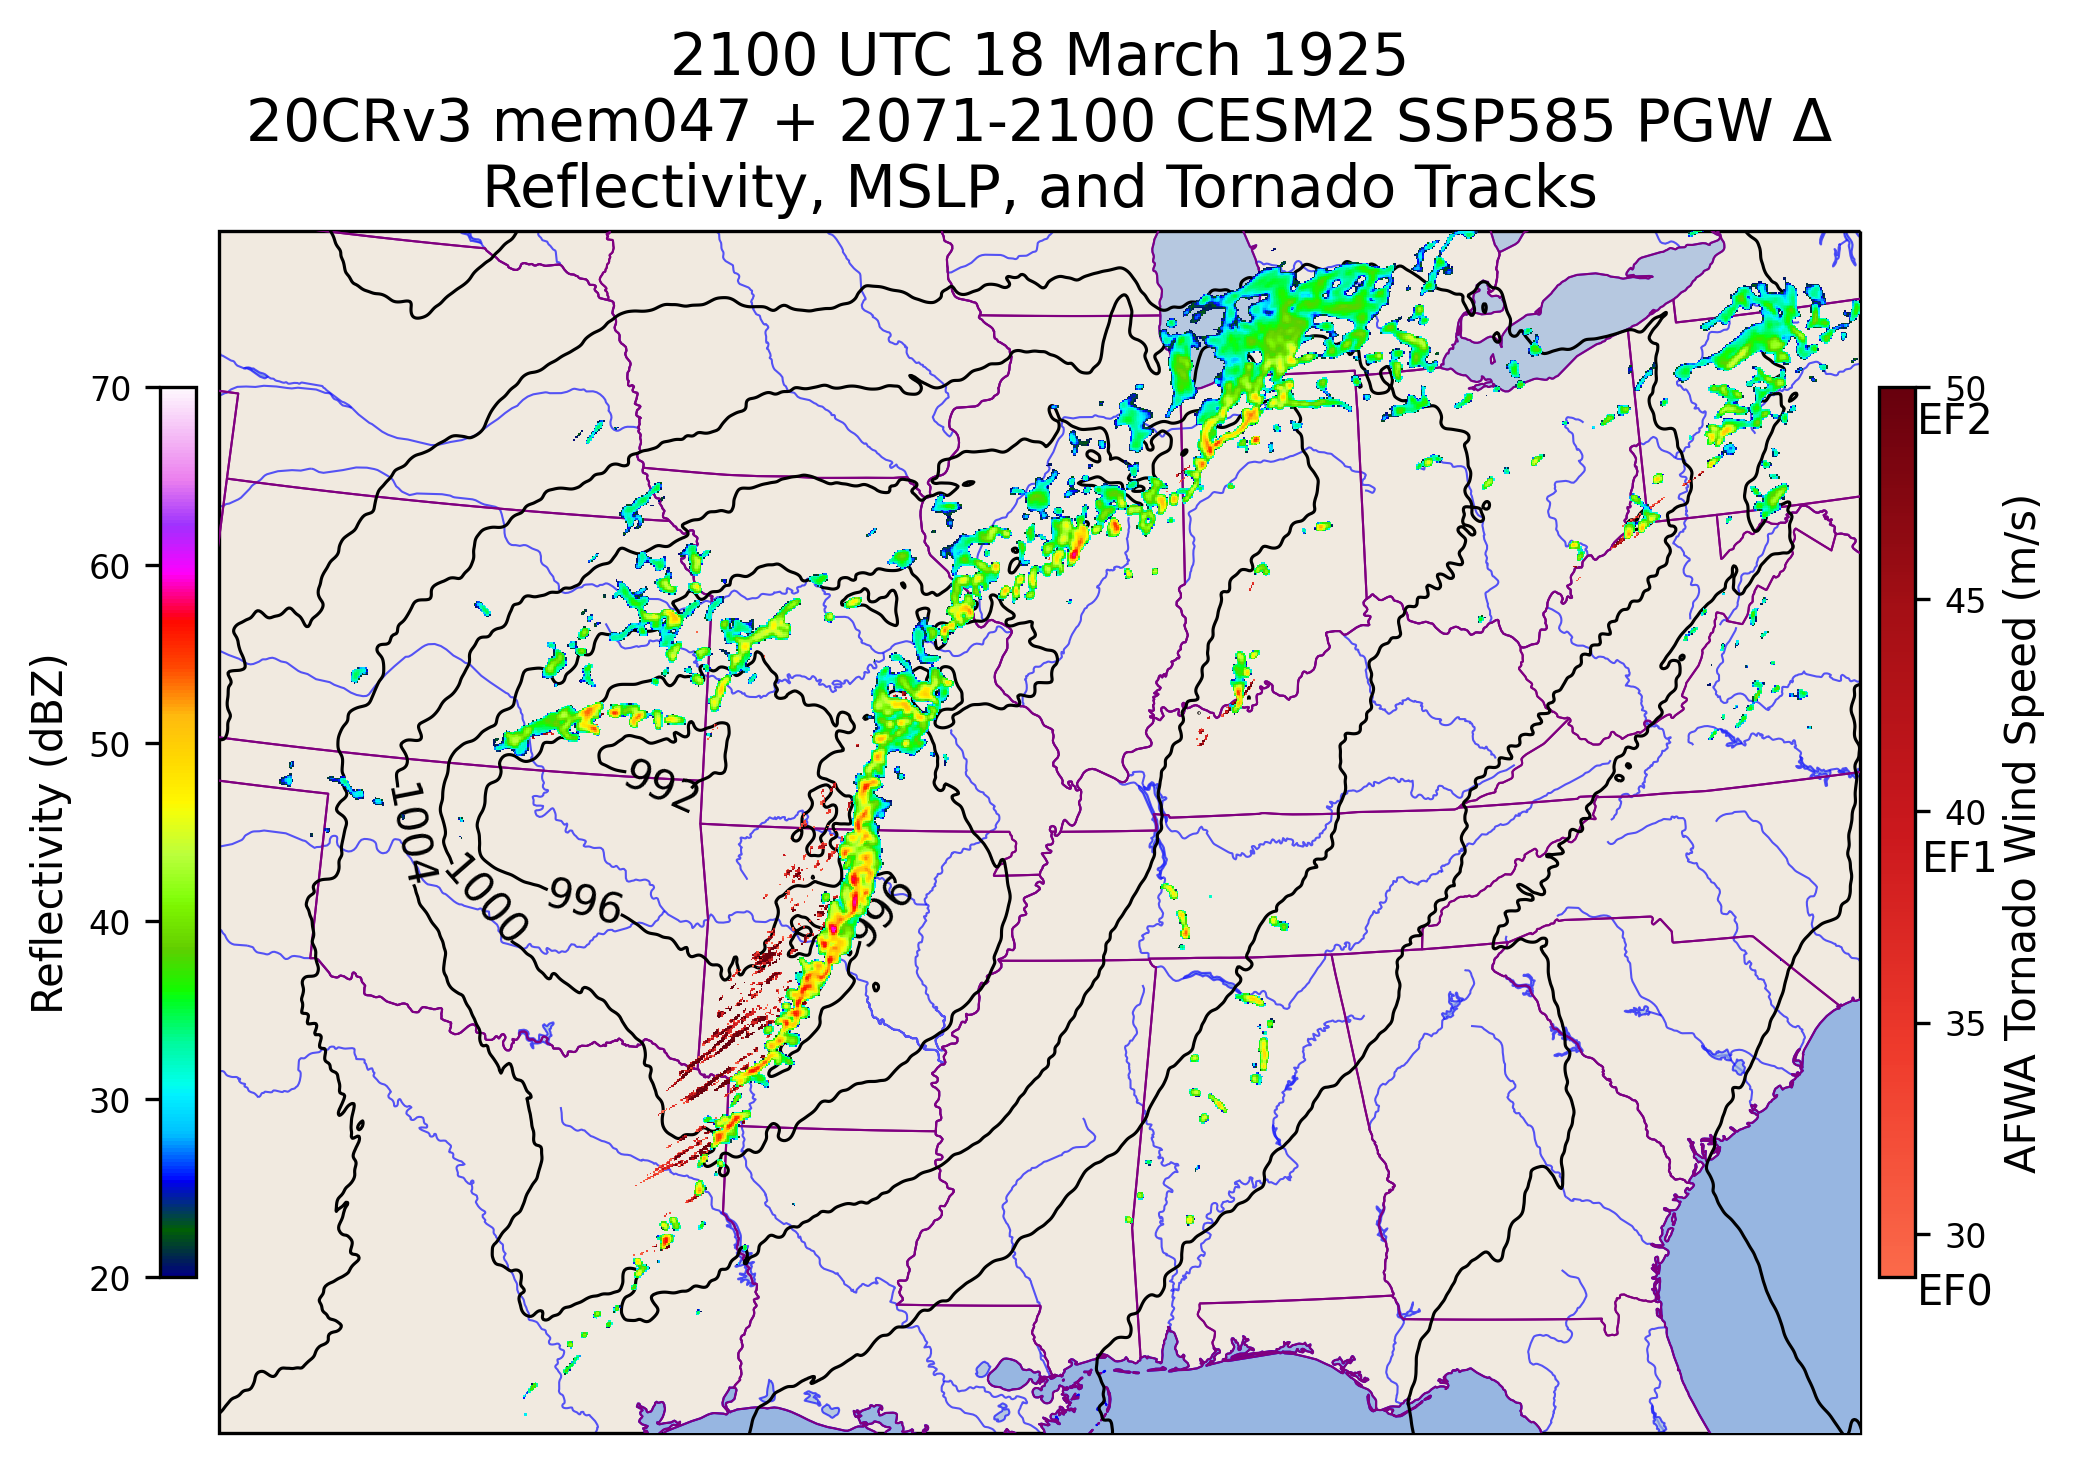 2100 UTC 18 March 1925
20CRv3 mem047 + 2071-2100 CESM2 SSP585 PGW Δ
Reflectivity, MSLP, and Tornado Tracks
70
60
50
40
30
20
Reflectivity (dBZ)
992
996
1000
1004
996
50
EF2
45
40
EF1
35
30
EF0
AFWA Tornado Wind Speed (m/s)